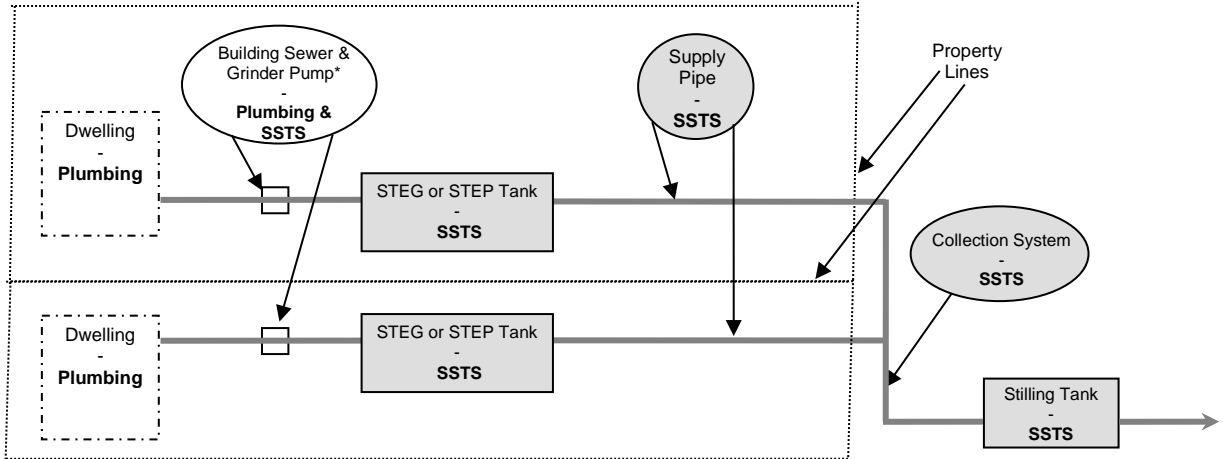 Building Sewer &
Grinder Pump*
-
Plumbing &
SSTS
Supply
Pipe
-
SSTS
Property
Lines
Dwelling
-
Plumbing
STEG or STEP Tank
-
SSTS
Collection System
-
SSTS
Dwelling
-
Plumbing
STEG or STEP Tank
-
SSTS
Stilling Tank
-
SSTS